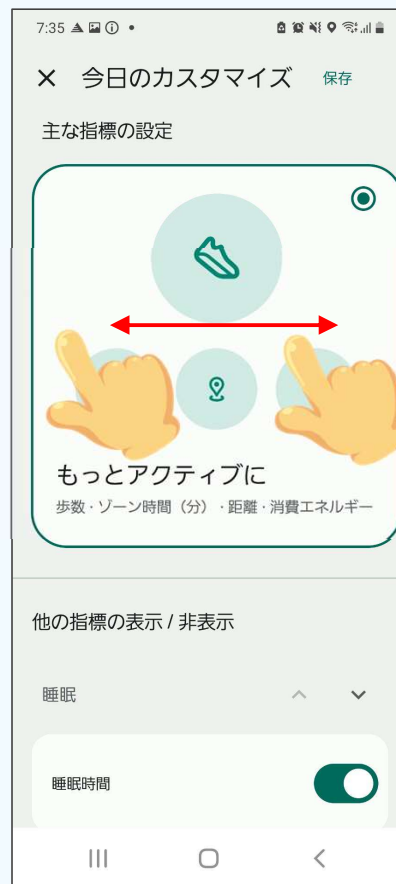 7:35
今日のカスタマイズ 保存
主な指標の設定
もっとアクティブに
歩数・ゾーン時間（分）・距離・消費エネルギー
他の指標の表示 / 非表示
睡眠
睡眠時間